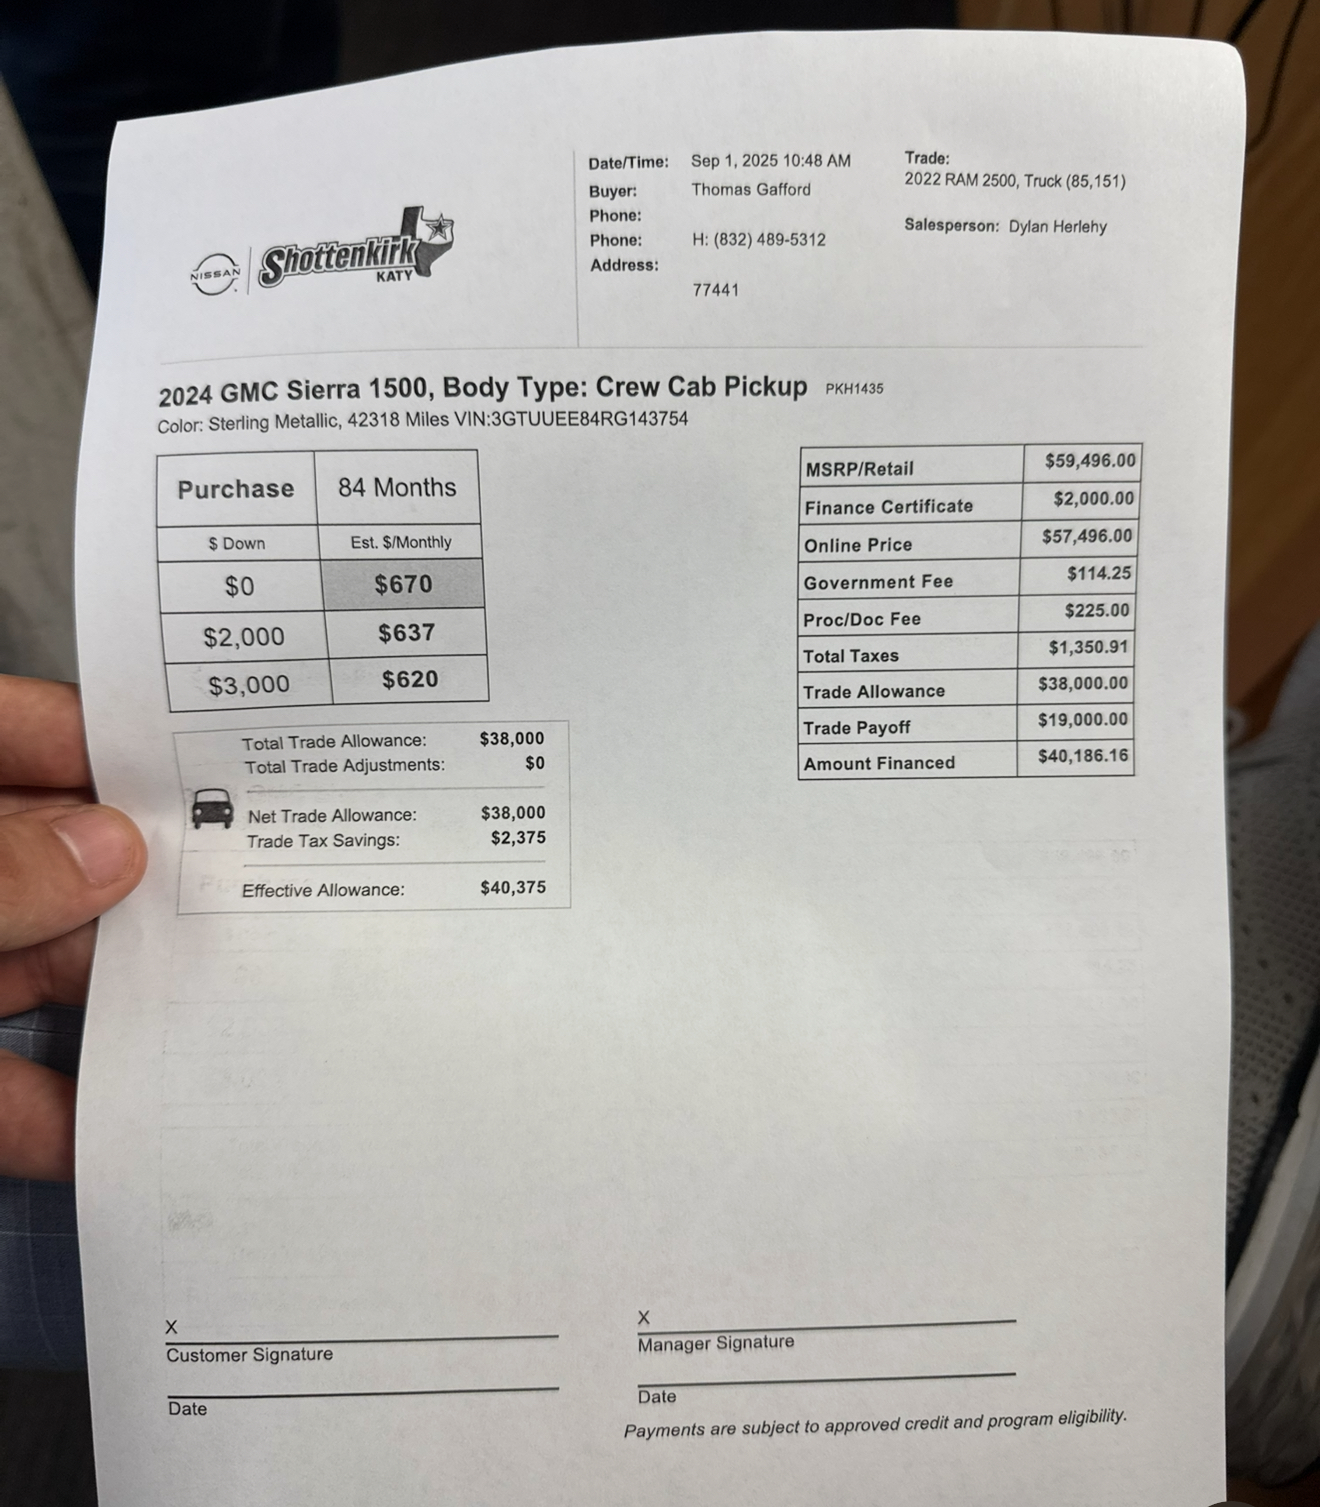 Date/Time: Sep 1, 2025 10:48 AM
Buyer: Thomas Gafford
Phone:
Phone: H: (832) 489-5312
Address:
77441
Trade:
2022 RAM 2500, Truck (85,151)
Salesperson: Dylan Herlehy
NISSAN
Shottenkirk
KATY
2024 GMC Sierra 1500, Body Type: Crew Cab Pickup PKH1435
Color: Sterling Metallic, 42318 Miles VIN:3GTUUEE84RG143754
Purchase 84 Months
$ Down Est. $/Monthly
$0 $670
$2,000 $637
$3,000 $620
MSRP/Retail $59,496.00
Finance Certificate $2,000.00
Online Price $57,496.00
Government Fee $114.25
Proc/Doc Fee $225.00
Total Taxes $1,350.91
Trade Allowance $38,000.00
Trade Payoff $19,000.00
Amount Financed $40,186.16
Total Trade Allowance: $38,000
Total Trade Adjustments: $0
Net Trade Allowance: $38,000
Trade Tax Savings: $2,375
Effective Allowance: $40,375
X
Customer Signature
Date
X
Manager Signature
Date
Payments are subject to approved credit and program eligibility.